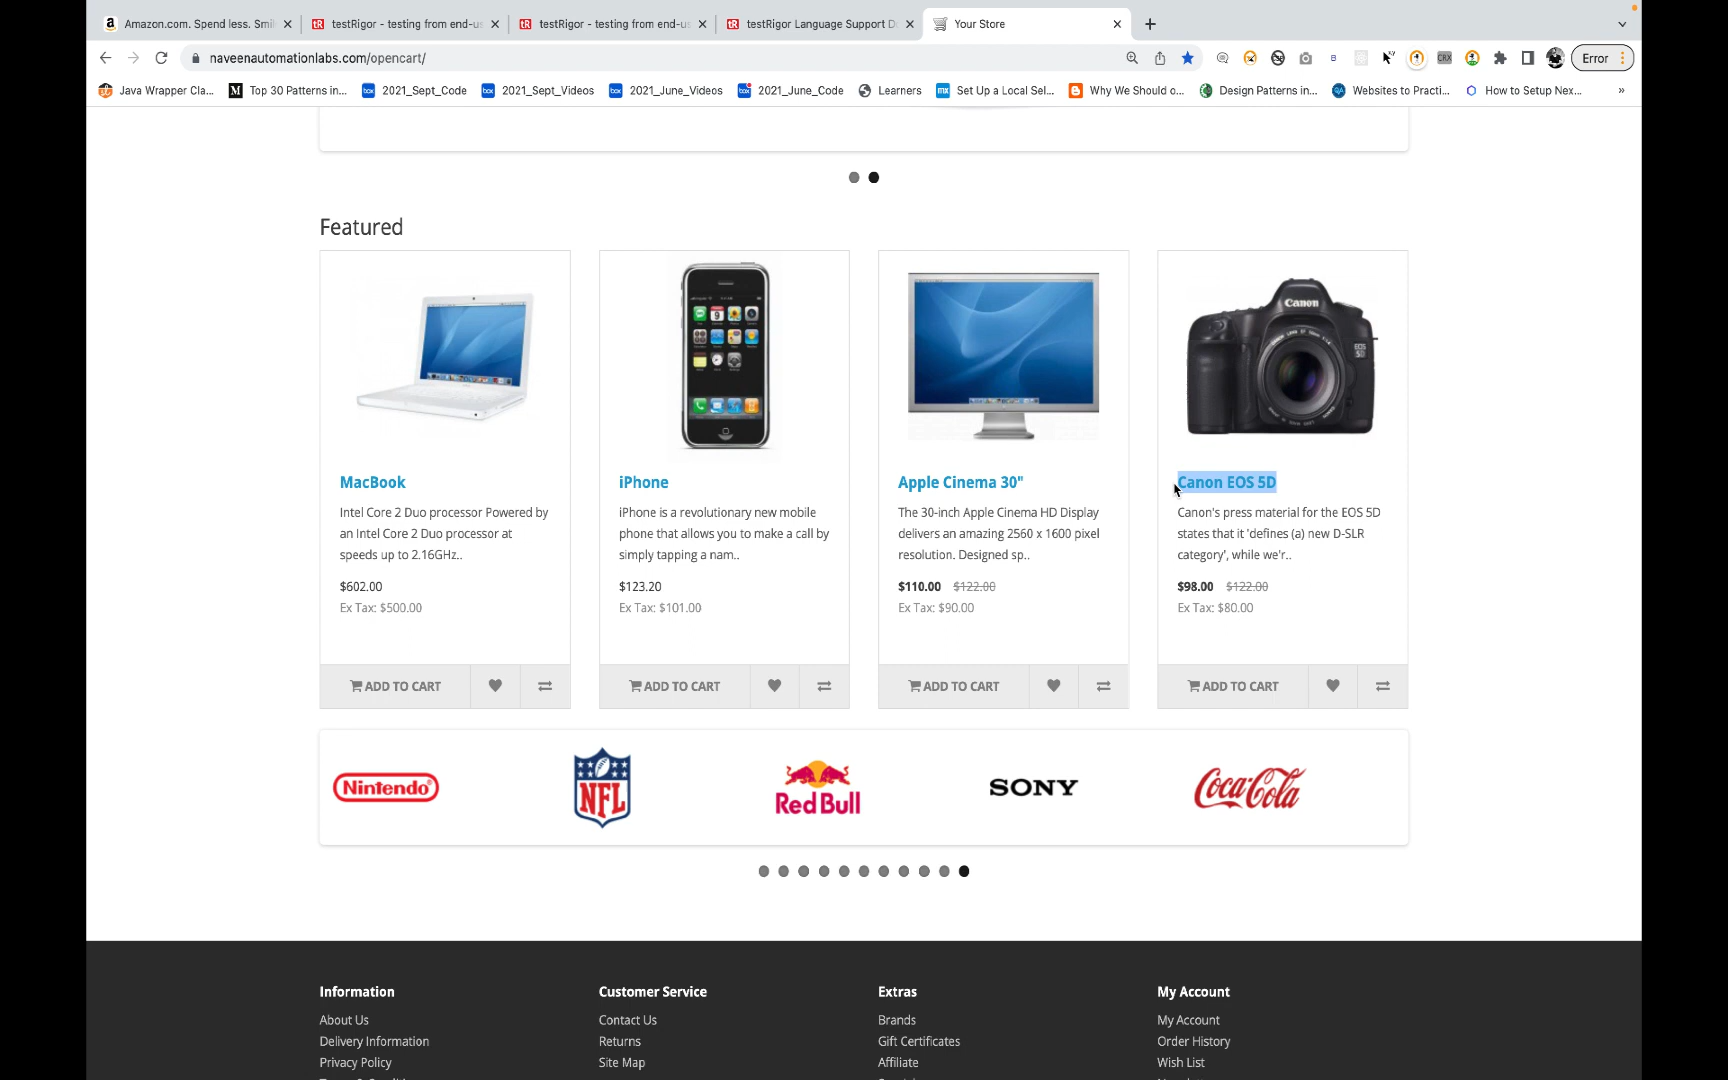 Amazon.com. Spend less. Smil
testRigor - testing from end-us
testRigor - testing from end-us
testRigor Language Support Do
Your Store
naveenautomationlabs.com/opencart/
Error
Java Wrapper Cla...
Top 30 Patterns in...
2021_Sept_Code
2021_Sept_Videos
2021_June_Videos
2021_June_Code
Learners
Set Up a Local Sel...
Why We Should o...
Design Patterns in...
Websites to Practi...
How to Setup Nex...
»
Featured
Canon
MacBook
iPhone
Apple Cinema 30"
Canon EOS 5D
Intel Core 2 Duo processor Powered by
an Intel Core 2 Duo processor at
speeds up to 2.16GHz..
iPhone is a revolutionary new mobile
phone that allows you to make a call by
simply tapping a nam..
The 30-inch Apple Cinema HD Display
delivers an amazing 2560 x 1600 pixel
resolution. Designed sp..
Canon's press material for the EOS 5D
states that it 'defines (a) new D-SLR
category', while we'r..
$602.00
Ex Tax: $500.00
$123.20
Ex Tax: $101.00
$110.00 $122.00
Ex Tax: $90.00
$98.00 $122.00
Ex Tax: $80.00
ADD TO CART
ADD TO CART
ADD TO CART
ADD TO CART
Nintendo
NFL
Red Bull
SONY
Coca-Cola
Information
About Us
Delivery Information
Privacy Policy
Customer Service
Contact Us
Returns
Site Map
Extras
Brands
Gift Certificates
Affiliate
My Account
My Account
Order History
Wish List